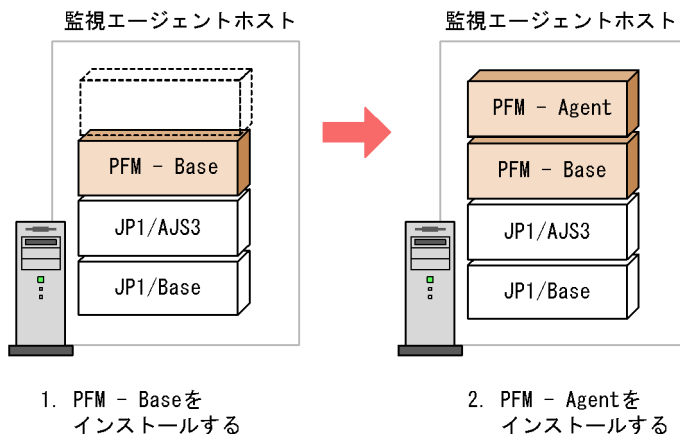 監視エージェントホスト
PFM - Base
JP1/AJS3
JP1/Base
1. PFM - Baseを
インストールする
監視エージェントホスト
PFM - Agent
PFM - Base
JP1/AJS3
JP1/Base
2. PFM - Agentを
インストールする